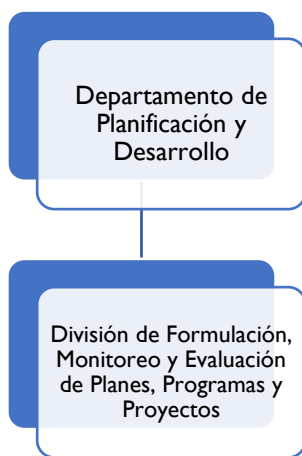 Departamento de
Planificación y
Desarrollo
División de Formulación,
Monitoreo y Evaluación
de Planes, Programas y
Proyectos